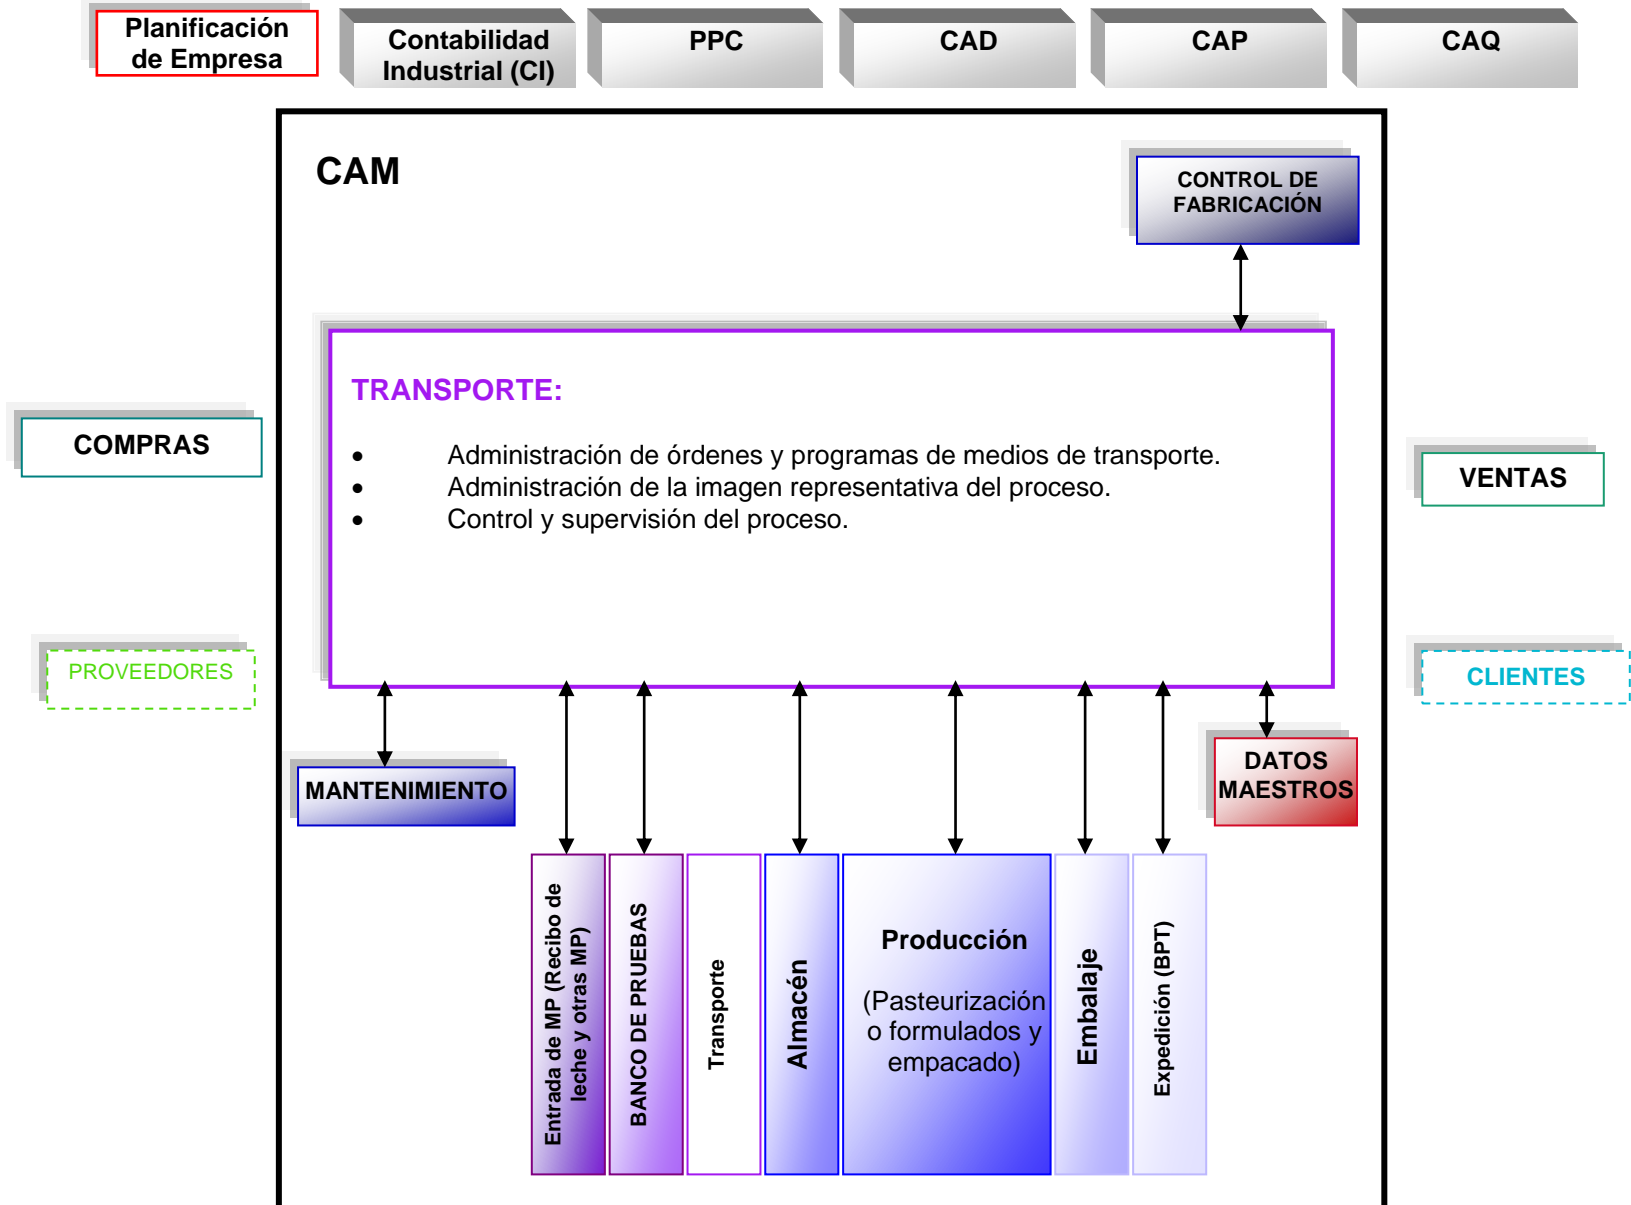 Planificación
de Empresa
Contabilidad
Industrial (CI)
PPC
CAD
CAP
CAQ
CAM
CONTROL DE
FABRICACIÓN
TRANSPORTE:
• Administración de órdenes y programas de medios de transporte.
• Administración de la imagen representativa del proceso.
• Control y supervisión del proceso.
COMPRAS
VENTAS
PROVEEDORES
CLIENTES
MANTENIMIENTO
DATOS
MAESTROS
Entrada de MP (Recibo de
leche y otras MP)
BANCO DE PRUEBAS
Transporte
Almacén
Producción
(Pasteurización
o formulados y
empacado)
Embalaje
Expedición (BPT)